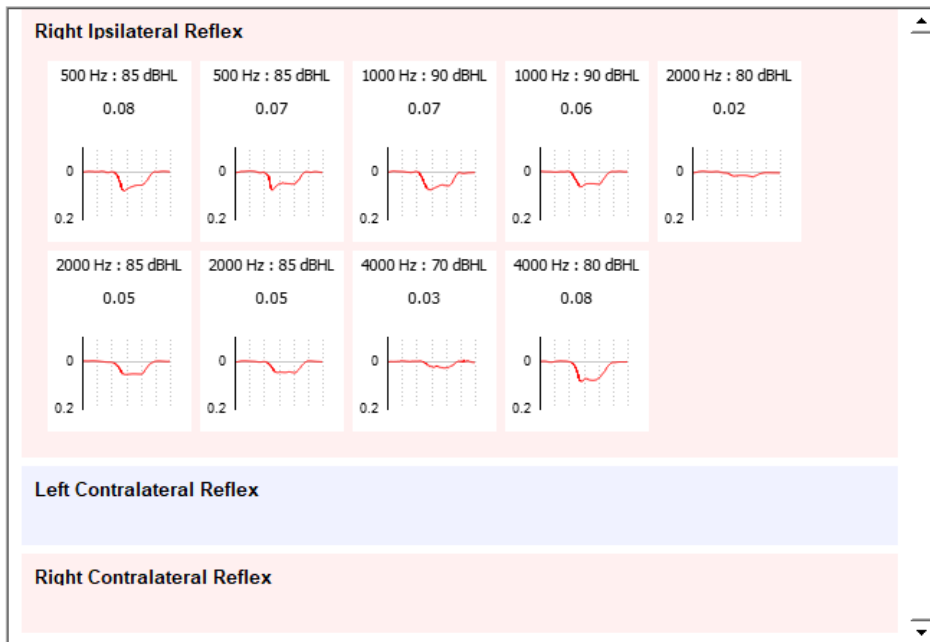 Right Ipsilateral Reflex
500 Hz : 85 dBHL
0.08
0
0.2
500 Hz : 85 dBHL
0.07
0
0.2
1000 Hz : 90 dBHL
0.07
0
0.2
1000 Hz : 90 dBHL
0.06
0
0.2
2000 Hz : 80 dBHL
0.02
0
0.2
2000 Hz : 85 dBHL
0.05
0
0.2
2000 Hz : 85 dBHL
0.05
0
0.2
4000 Hz : 70 dBHL
0.03
0
0.2
4000 Hz : 80 dBHL
0.08
0
0.2
Left Contralateral Reflex
Right Contralateral Reflex